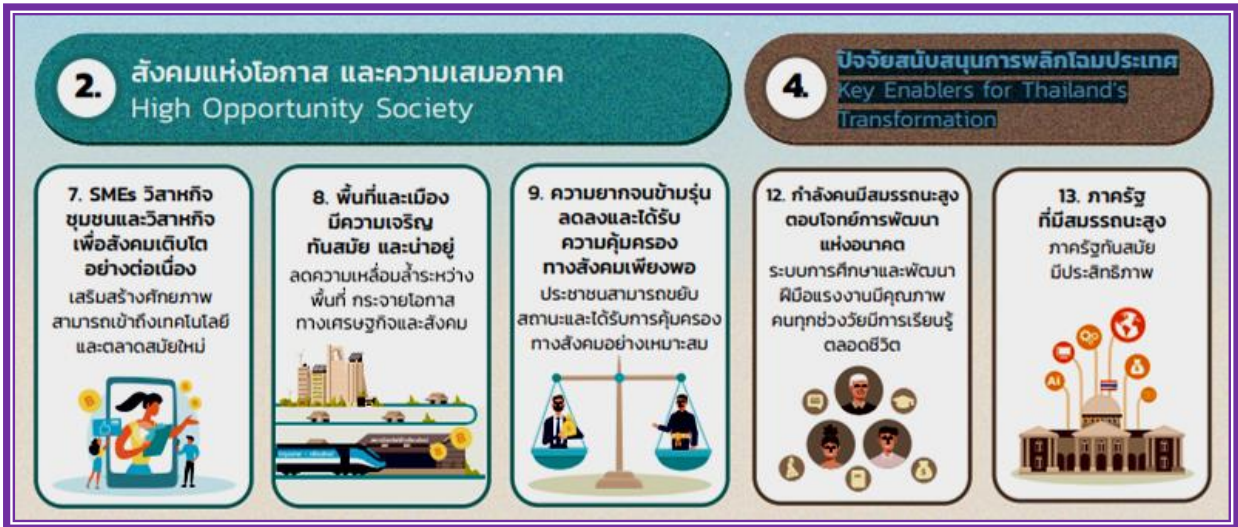 2.
สังคมแห่งโอกาส และความเสมอภาค
High Opportunity Society
4.
ปัจจัยสนับสนุนการพลิกโฉมประเทศ
Key Enablers for Thailand's
Transformation
7. SMEs วิสาหกิจ
ชุมชนและวิสาหกิจ
เพื่อสังคมเติบโต
อย่างต่อเนื่อง
เสริมสร้างศักยภาพ
สามารถเข้าถึงเทคโนโลยี
และตลาดสมัยใหม่
8. พื้นที่และเมือง
มีความเจริญ
ทันสมัย และน่าอยู่
ลดความเหลื่อมล้ำระหว่าง
พื้นที่ กระจายโอกาส
ทางเศรษฐกิจและสังคม
9. ความยากจนข้ามรุ่น
ลดลงและได้รับ
ความคุ้มครอง
ทางสังคมเพียงพอ
ประชาชนสามารถขยับ
สถานะและได้รับการคุ้มครอง
ทางสังคมอย่างเหมาะสม
12. กำลังคนมีสมรรถนะสูง
ตอบโจทย์การพัฒนา
แห่งอนาคต
ระบบการศึกษาและพัฒนา
ฝีมือแรงงานมีคุณภาพ
คนทุกช่วงวัยมีการเรียนรู้
ตลอดชีวิต
13. ภาครัฐ
ที่มีสมรรถนะสูง
ภาครัฐทันสมัย
มีประสิทธิภาพ
Ai